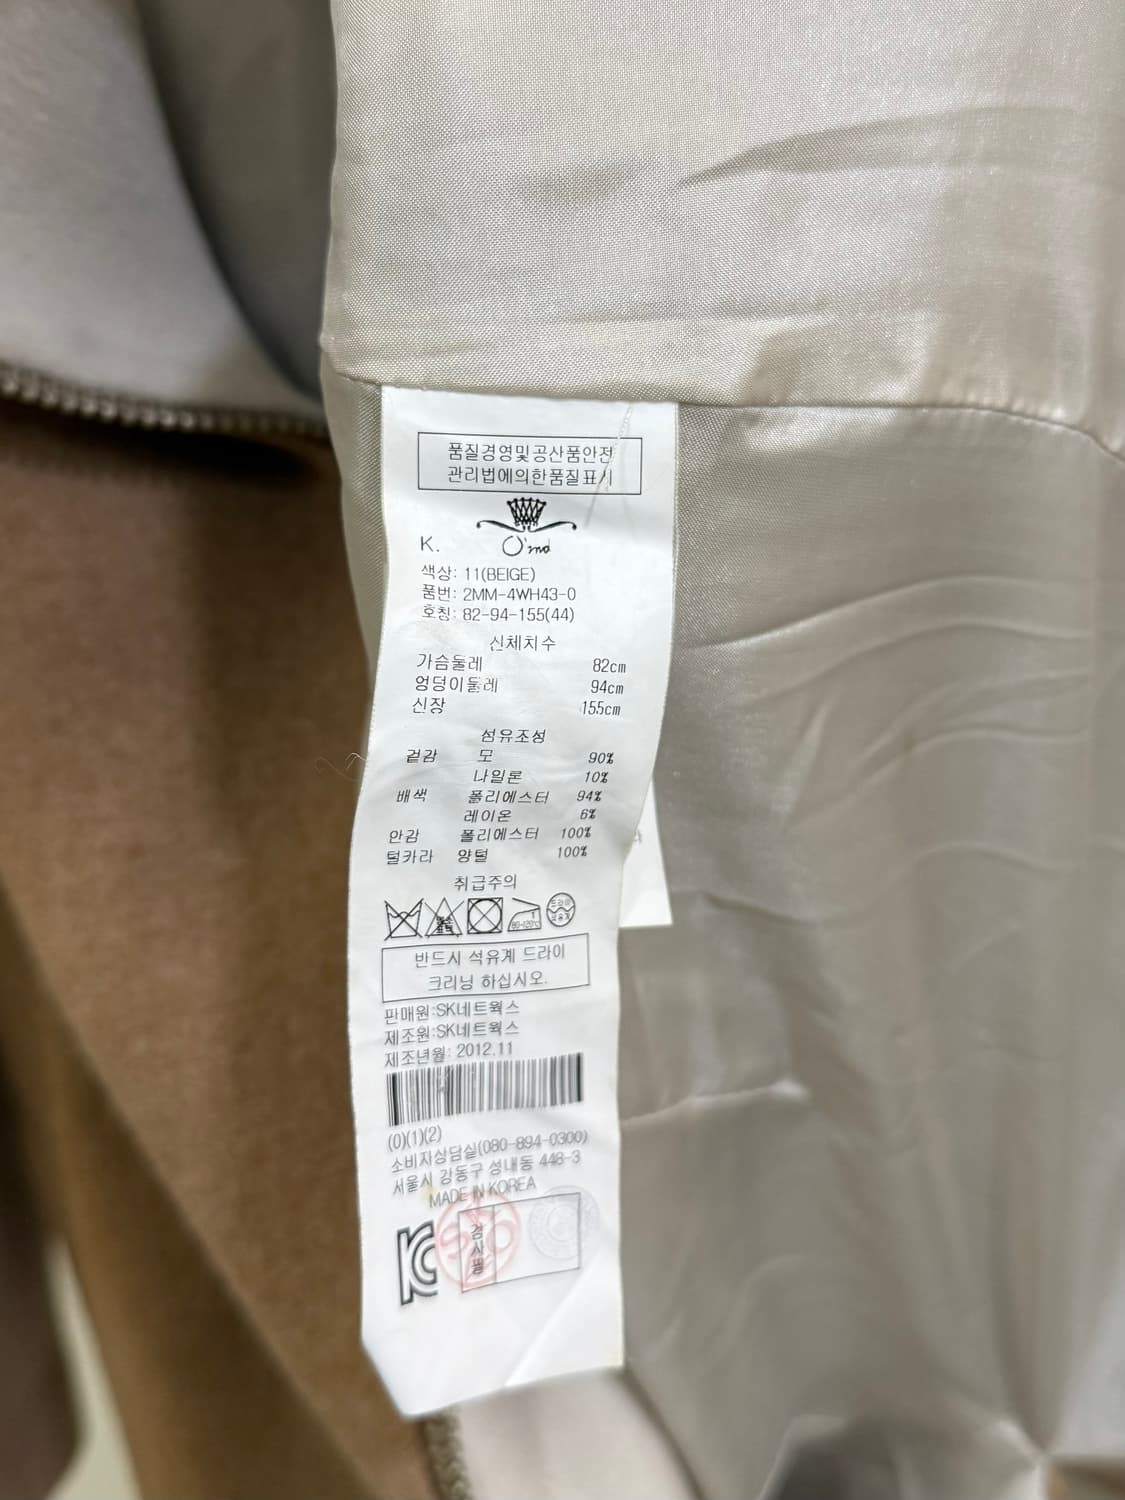 품질경영및공산품안전
관리법에의한품질표시
K. O'2nd
색상: 11(BEIGE)
품번: 2MM-4WH43-0
호칭: 82-94-155(44)
신체치수
가슴둘레 82cm
엉덩이둘레 94cm
신장 155cm
섬유조성
겉감 모 90%
나일론 10%
배색 폴리에스터 94%
레이온 6%
안감 폴리에스터 100%
털카라 양털 100%
취급주의
80-120℃ 드라이
반드시 석유계 드라이
크리닝 하십시오.
판매원:SK네트웍스
제조원:SK네트웍스
제조년월: 2012.11
(0)(1)(2)
소비자상담실(080-894-0300)
서울시 강동구 성내동 448-3
MADE IN KOREA
검사필